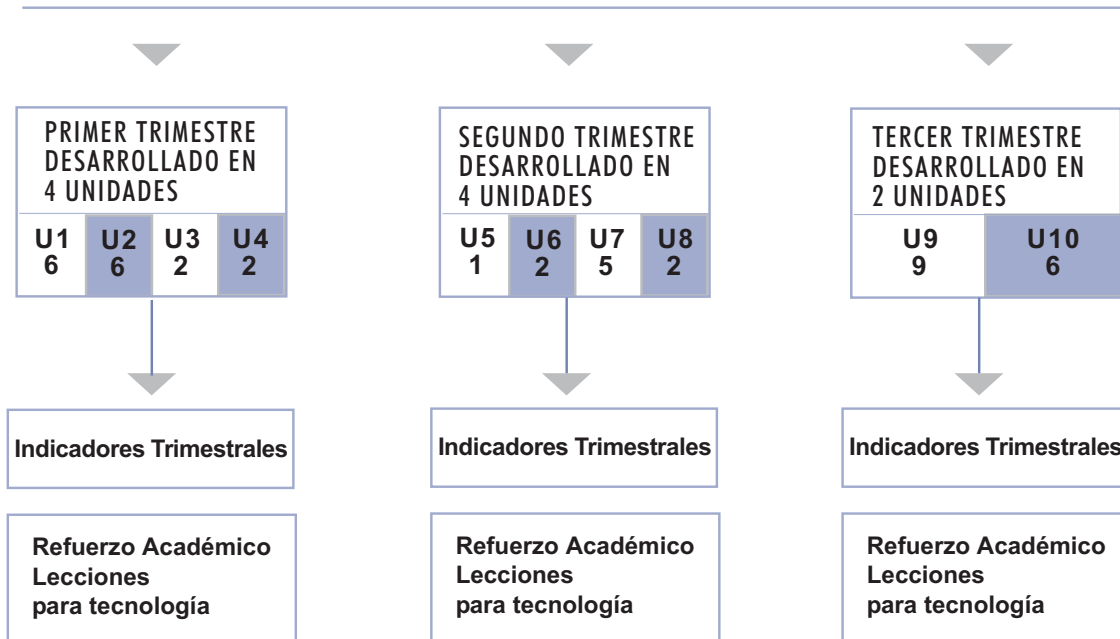 PRIMER TRIMESTRE
DESARROLLADO EN
4 UNIDADES
U1 U2 U3 U4
6 6 2 2
Indicadores Trimestrales
Refuerzo Académico
Lecciones
para tecnología
SEGUNDO TRIMESTRE
DESARROLLADO EN
4 UNIDADES
U5 U6 U7 U8
1 2 5 2
Indicadores Trimestrales
Refuerzo Académico
Lecciones
para tecnología
TERCER TRIMESTRE
DESARROLLADO EN
2 UNIDADES
U9 U10
9 6
Indicadores Trimestrales
Refuerzo Académico
Lecciones
para tecnología